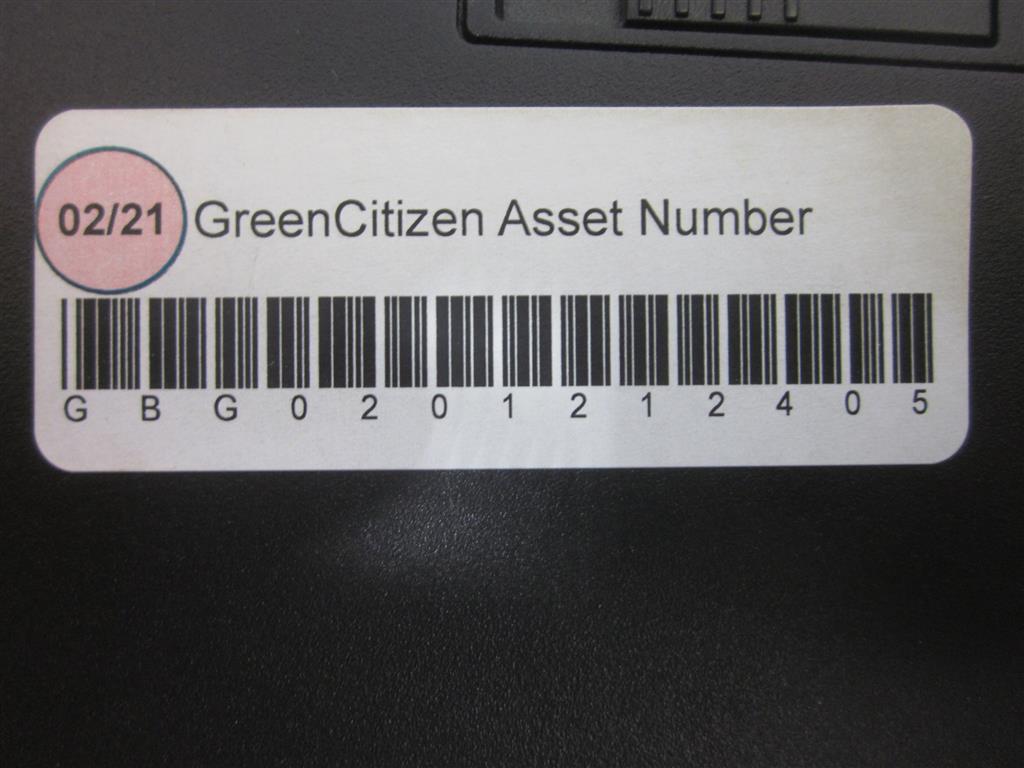 02/21 GreenCitizen Asset Number
G B G 0 2 0 1 2 1 2 4 0 5